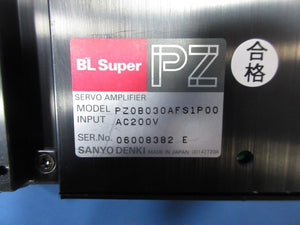 BL Super PZ
合格
SERVO AMPLIFIER
MODEL PZ0B030AFS1P00
INPUT AC200V
SER.No. 06008382 E
SANYO DENKI MADE IN JAPAN